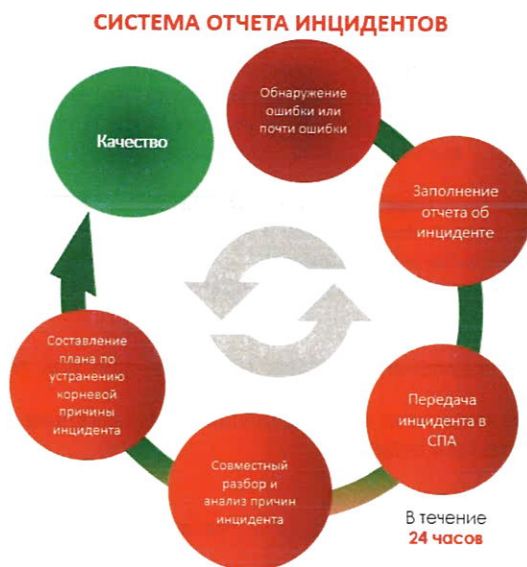 СИСТЕМА ОТЧЕТА ИНЦИДЕНТОВ
Обнаружение
ошибки или
почти ошибки
Качество
Заполнение
отчета об
инциденте
Передача
инцидента в
СПА
В течение
24 часов
Совместный
разбор и
анализ причин
инцидента
Составление
плана по
устранению
корневой
причины
инцидента